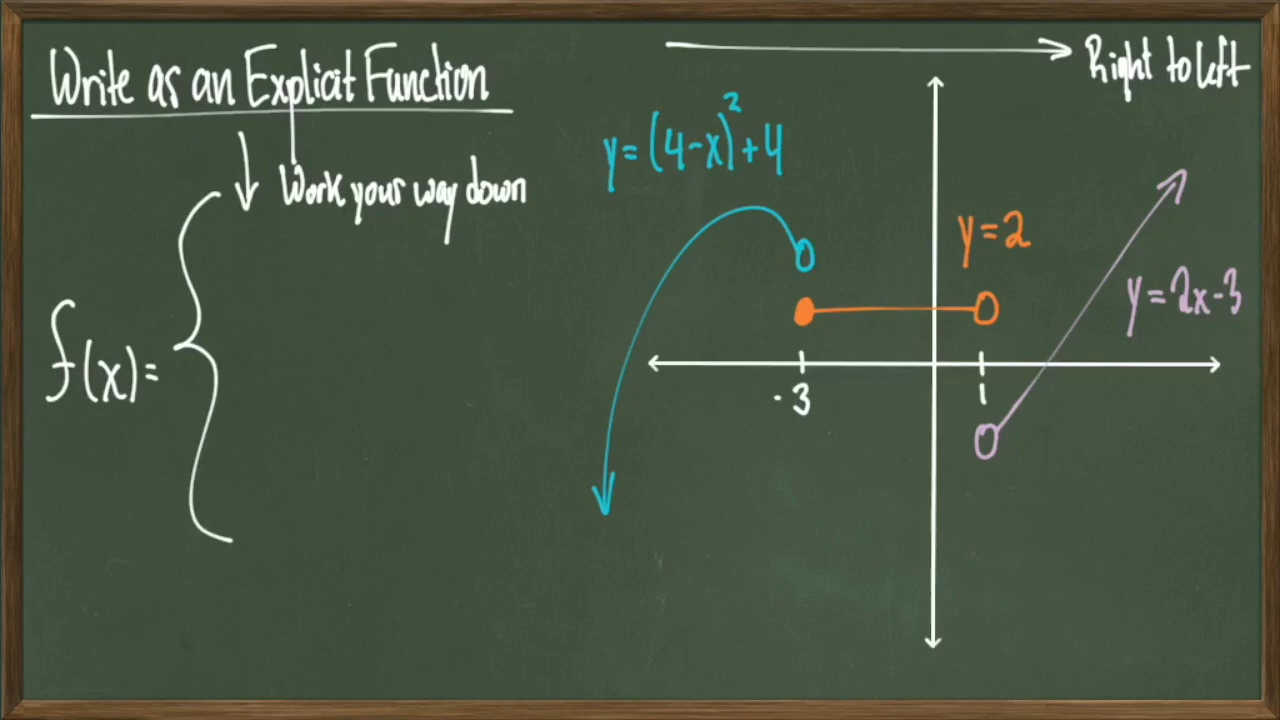 Write as an Explicit Function
Right to left
Work your way down
f(x)=
y=(4-x)²+4
y=2
y=2x-3
-3
1